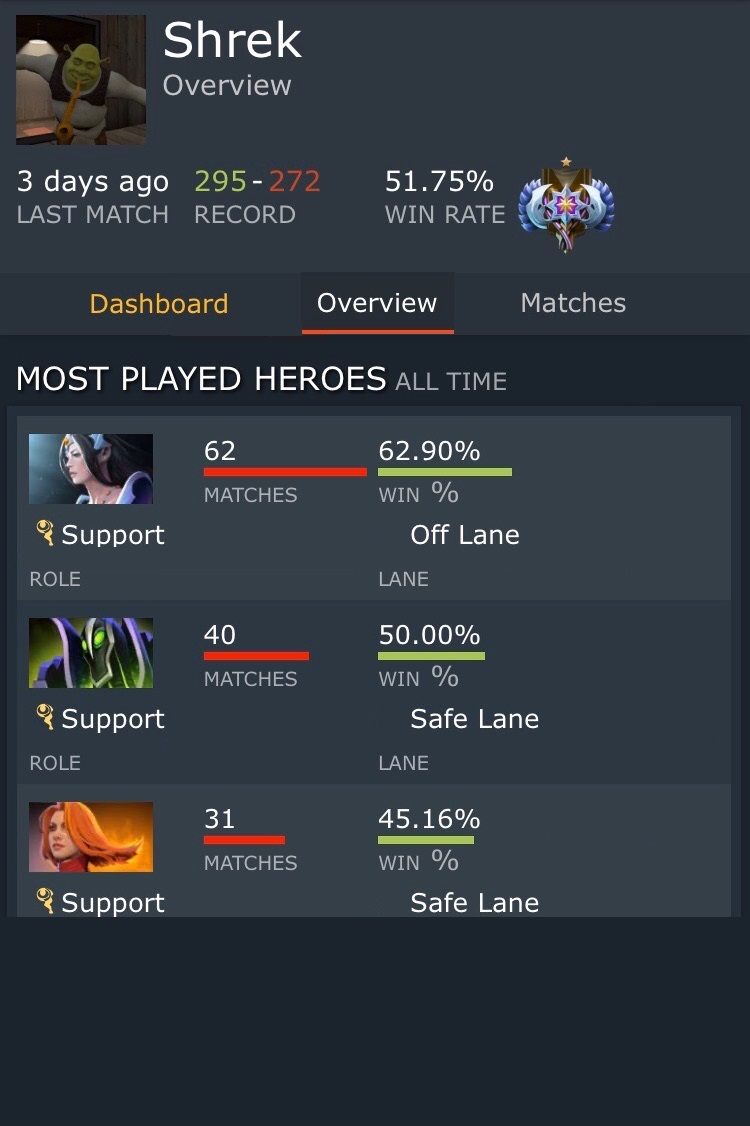 Shrek
Overview
3 days ago 295-272 51.75%
LAST MATCH RECORD WIN RATE
Dashboard Overview Matches
MOST PLAYED HEROES ALL TIME
62 62.90%
MATCHES WIN %
Support Off Lane
ROLE LANE
40 50.00%
MATCHES WIN %
Support Safe Lane
ROLE LANE
31 45.16%
MATCHES WIN %
Support Safe Lane